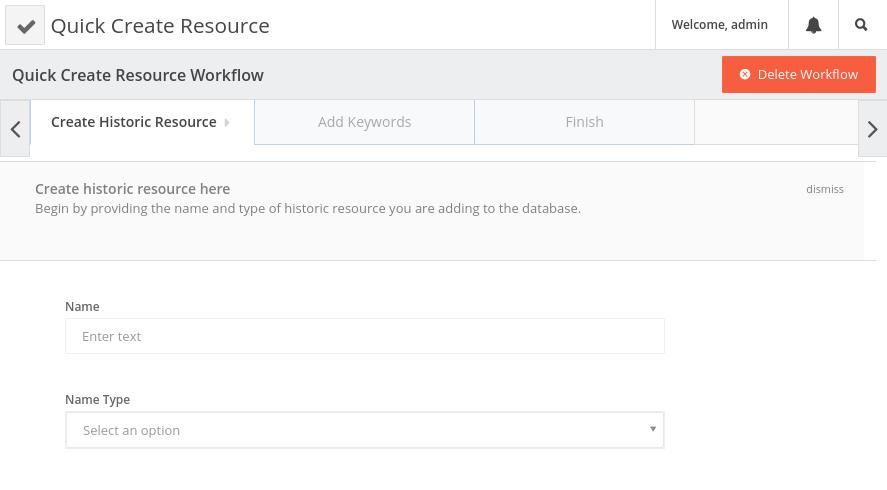 Quick Create Resource
Welcome, admin
Quick Create Resource Workflow
Delete Workflow
Create Historic Resource
Add Keywords
Finish
Create historic resource here
dismiss
Begin by providing the name and type of historic resource you are adding to the database.
Name
Enter text
Name Type
Select an option